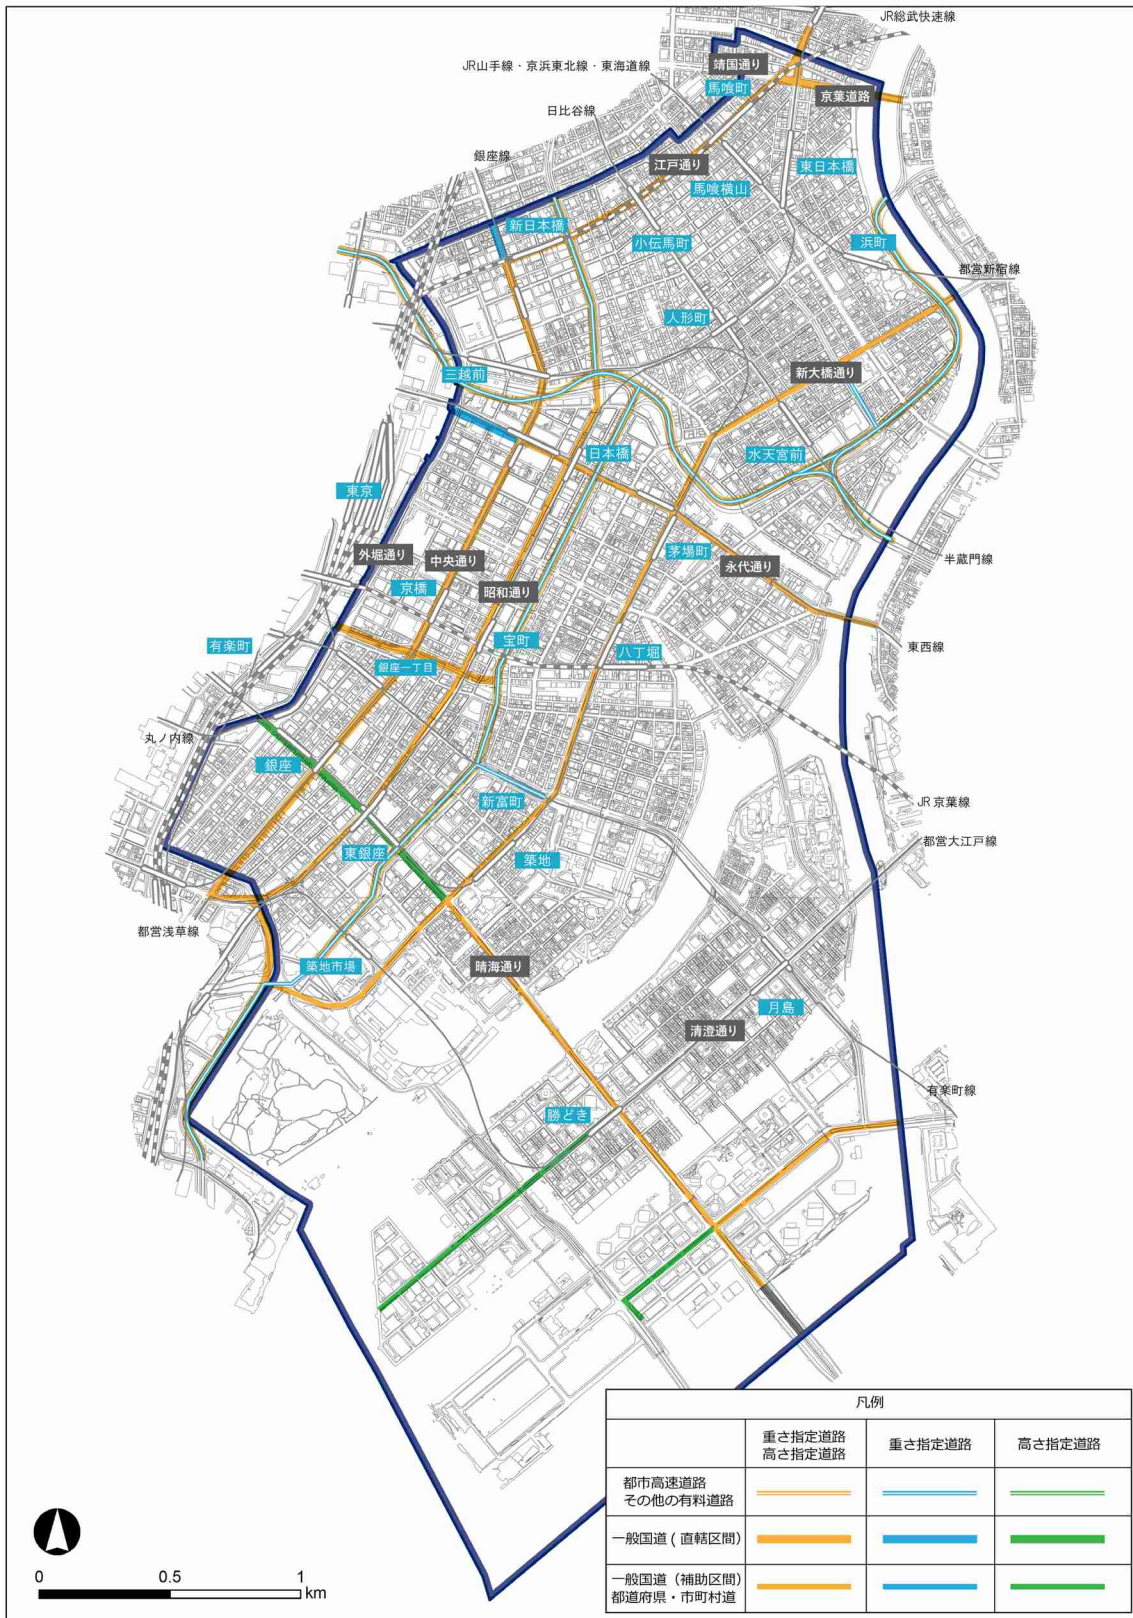 JR総武快速線
靖国通り
JR山手線・京浜東北線・東海道線
馬喰町
京葉道路
日比谷線
銀座線
江戸通り
東日本橋
馬喰横山
新日本橋
小伝馬町
浜町
都営新宿線
人形町
三越前
新大橋通り
日本橋
水天宮前
東京
外堀通り
中央通り
茅場町
永代通り
半蔵門線
京橋
昭和通り
有楽町
宝町
八丁堀
東西線
銀座一丁目
丸ノ内線
銀座
新富町
JR京葉線
東銀座
築地
都営大江戸線
都営浅草線
築地市場
晴海通り
月島
清澄通り
勝どき
有楽町線
凡例
重さ指定道路
高さ指定道路
重さ指定道路
高さ指定道路
都市高速道路
その他の有料道路
一般国道(直轄区間)
一般国道(補助区間)
都道府県・市町村道
0 0.5 1
km